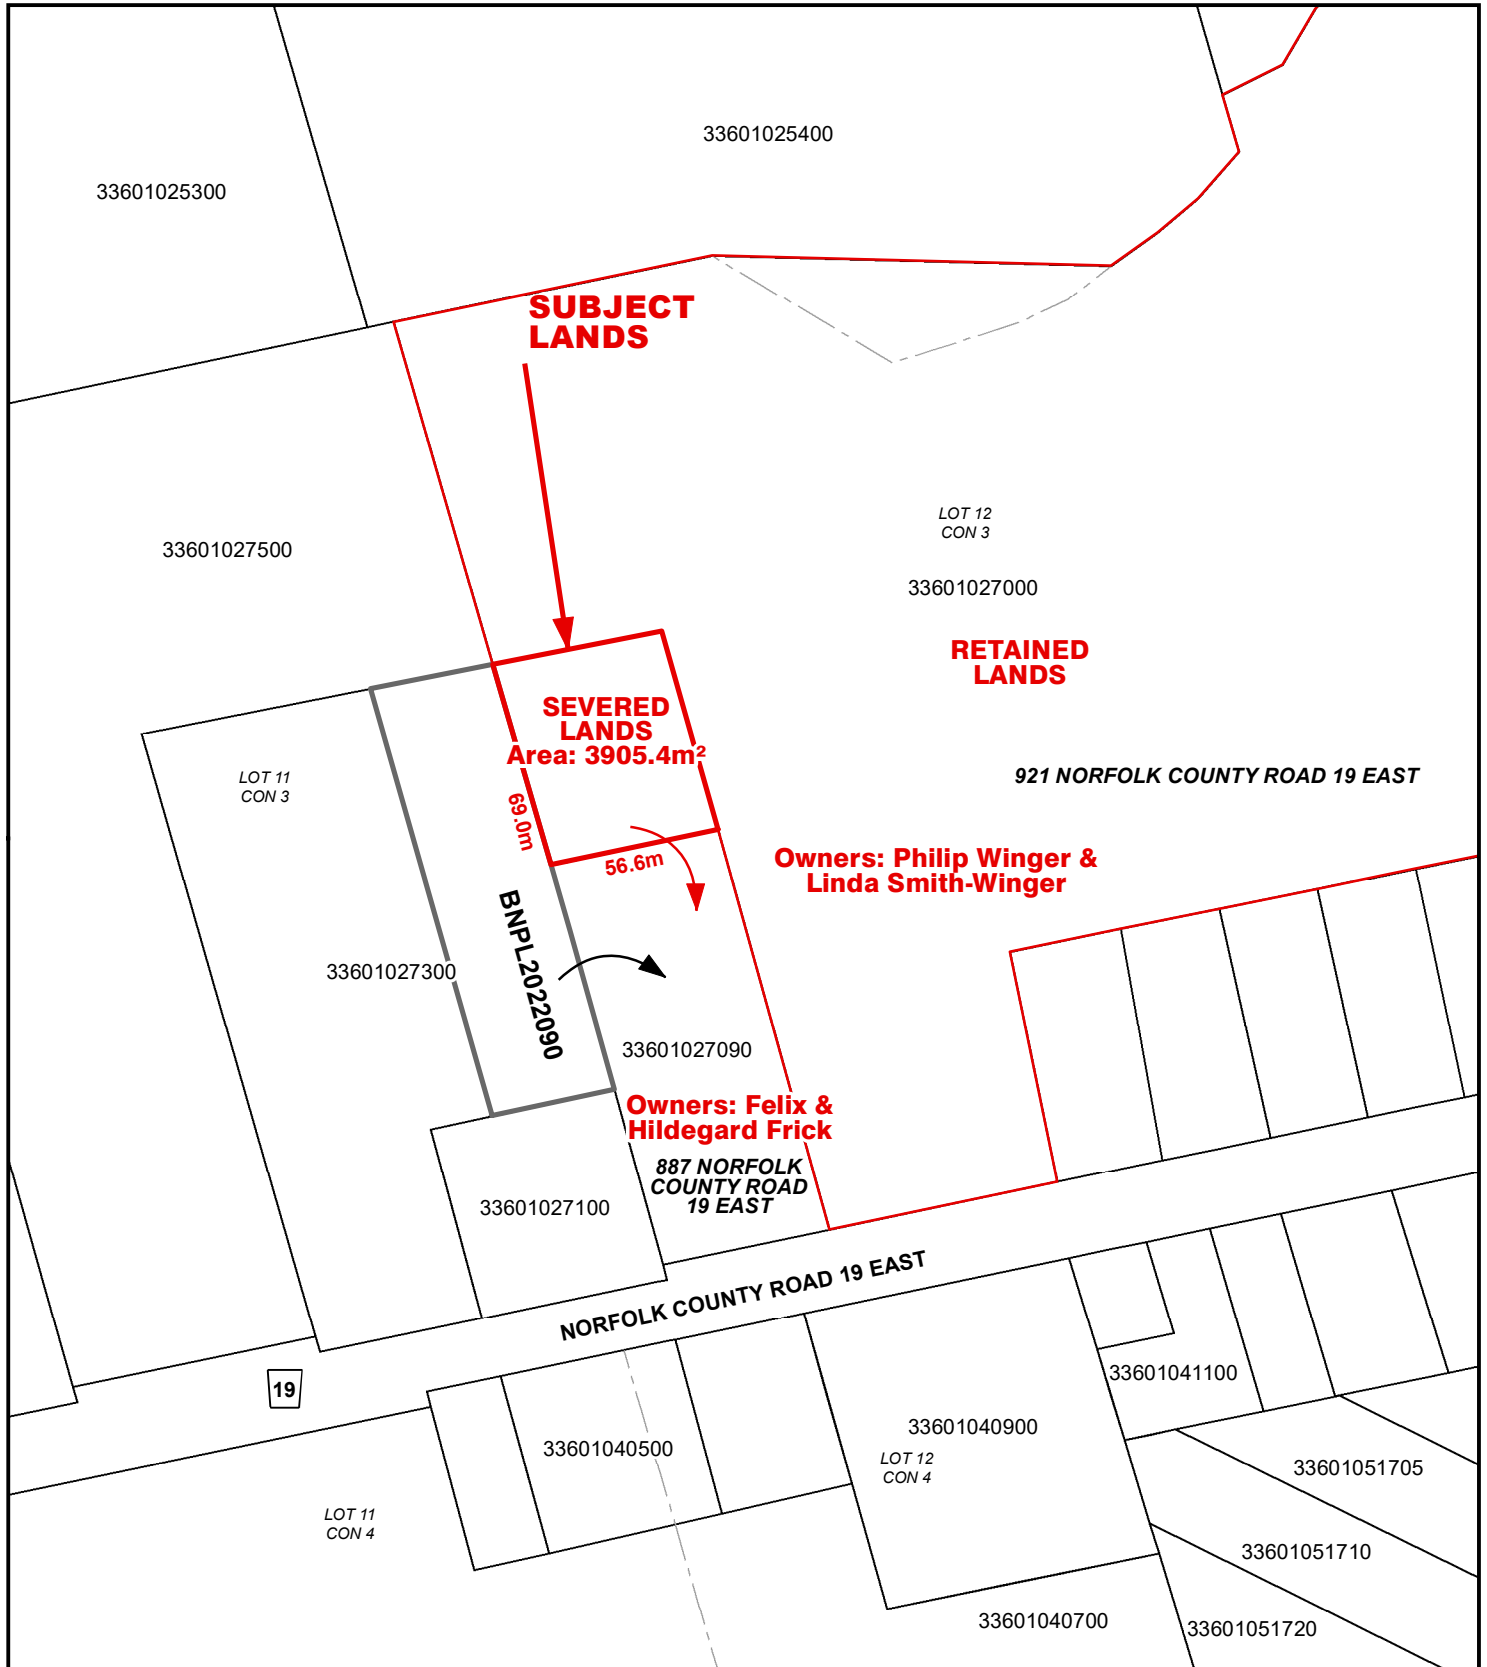 33601025400
33601025300
SUBJECT
LANDS
LOT 12
CON 3
33601027500
33601027000
RETAINED
LANDS
SEVERED
LANDS
Area: 3905.4m²
LOT 11
CON 3
921 NORFOLK COUNTY ROAD 19 EAST
69.0m
56.6m
Owners: Philip Winger &
Linda Smith-Winger
BNPL2022090
33601027300
33601027090
Owners: Felix &
Hildegard Frick
887 NORFOLK
COUNTY ROAD
19 EAST
33601027100
NORFOLK COUNTY ROAD 19 EAST
19
33601041100
33601040900
33601040500
LOT 12
CON 4
33601051705
LOT 11
CON 4
33601051710
33601040700
33601051720